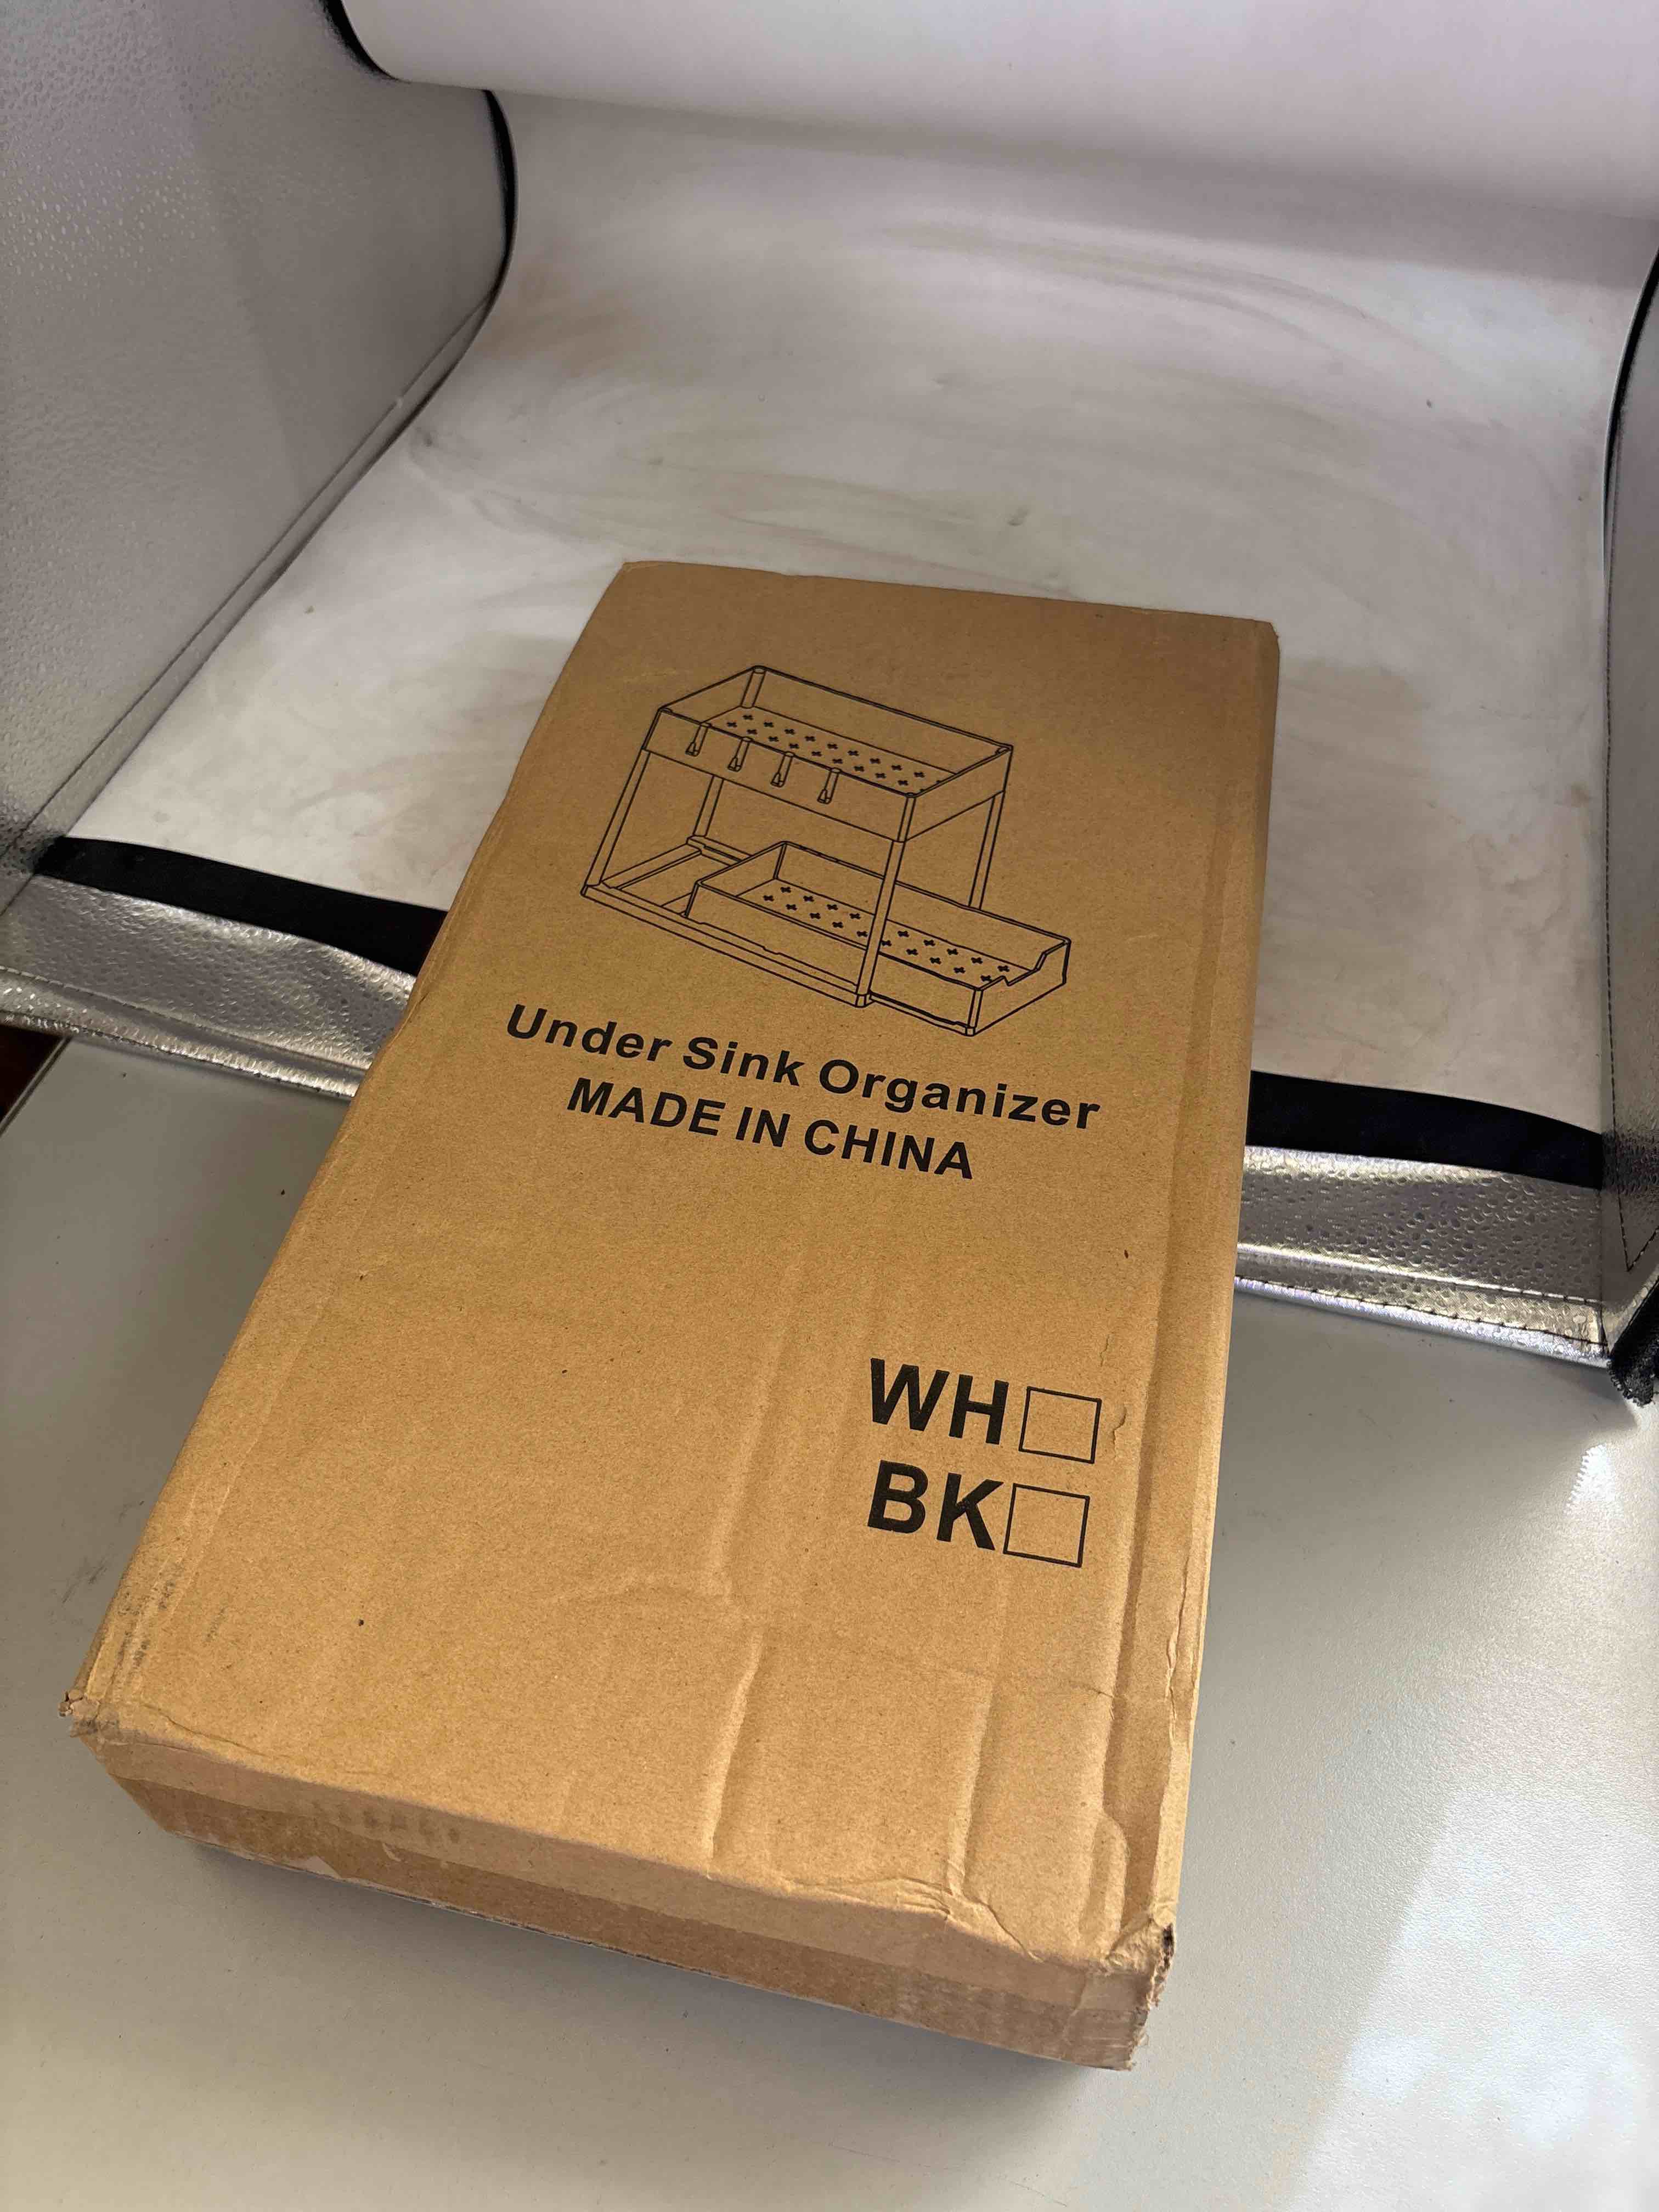 Under Sink Organizer
MADE IN CHINA
WH
BK